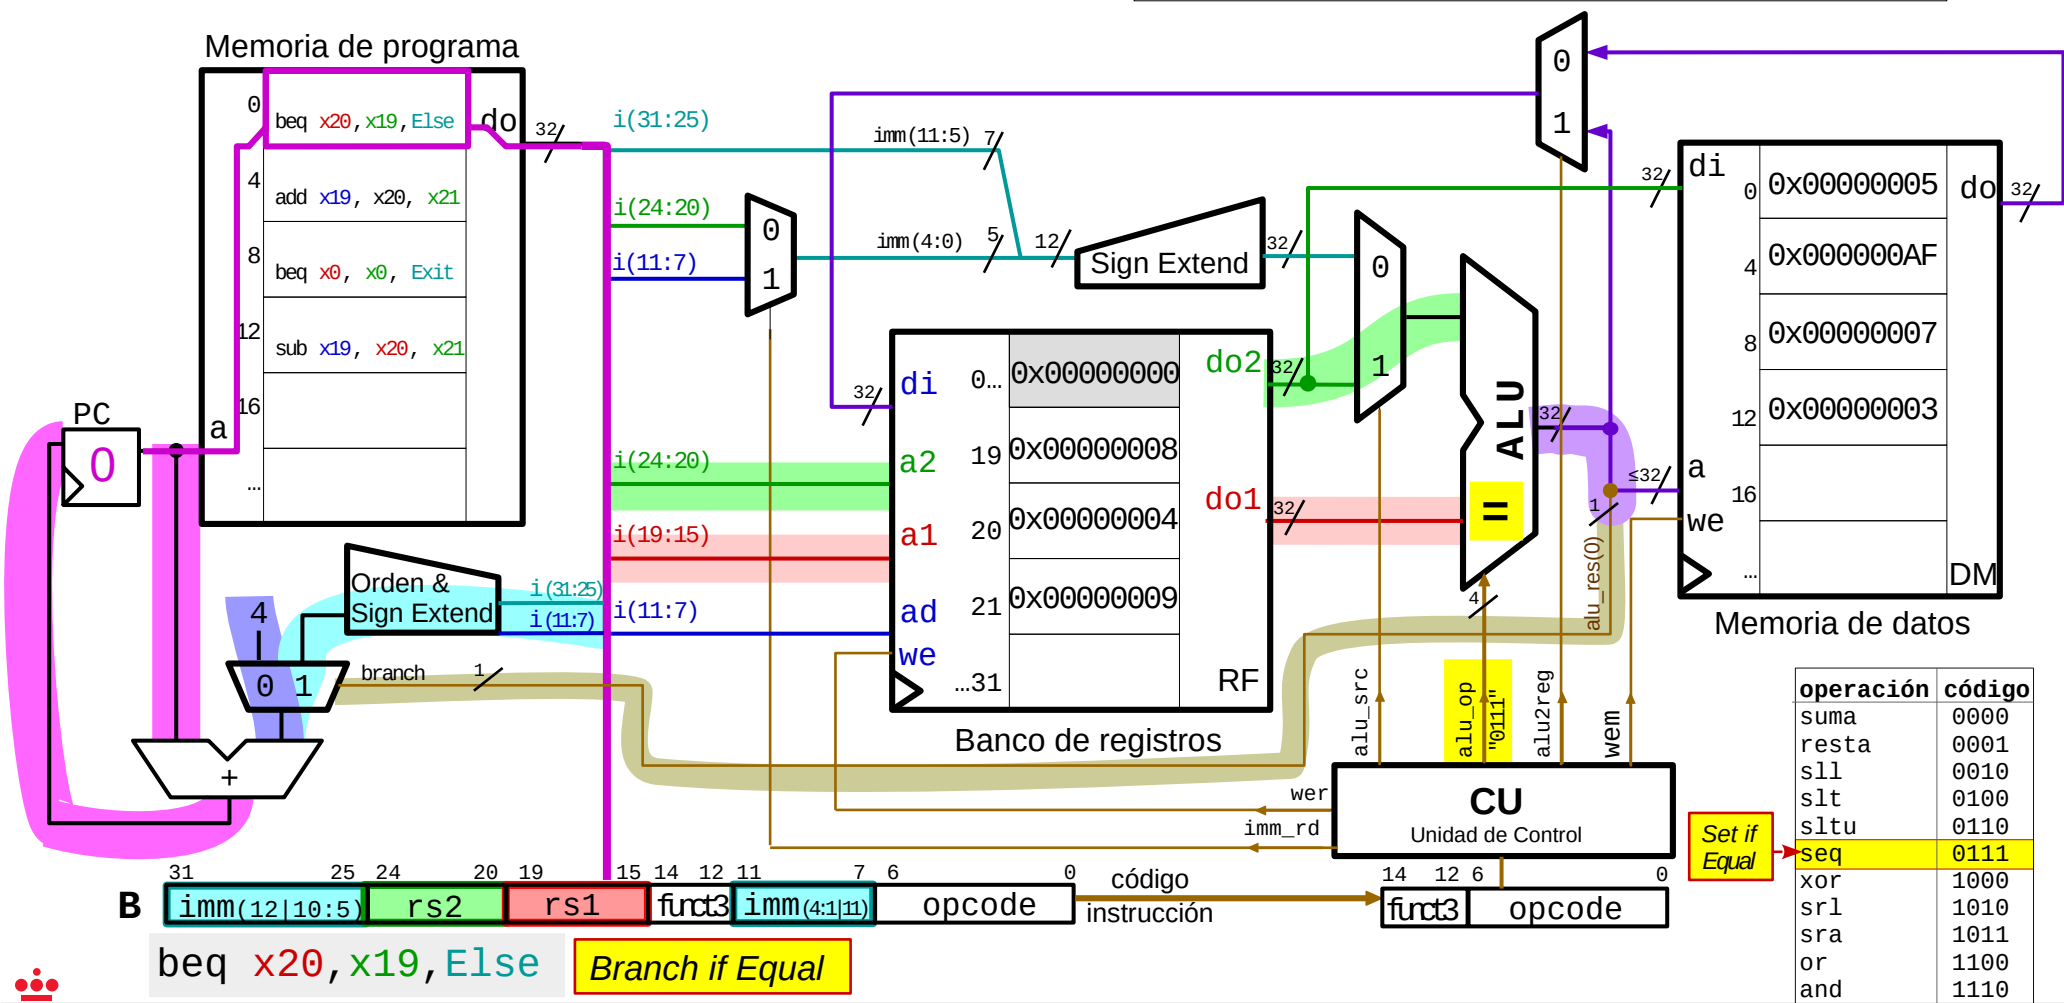 Memoria de programa
0
beq x20,x19,Else
do
32
4
add x19, x20, x21
8
beq x0, x0, Exit
12
sub x19, x20, x21
16
a
...
PC
0
i(31:25)
imm(11:5)
7
i(24:20)
i(11:7)
0
1
imm(4:0)
5
12
Sign Extend
32
0
1
0
1
32
di
0
0x00000005
do
32
4
0x000000AF
8
0x00000007
12
0x00000003
a
≤32
16
we
...
DM
Memoria de datos
32
di
0...
0x00000000
do2
32
i(24:20)
a2
19
0x00000008
i(19:15)
a1
20
0x00000004
do1
32
i(11:7)
ad
21
0x00000009
we
...31
RF
Banco de registros
ALU
==
32
1
alu_res(0)
4
Orden &
Sign Extend
i(31:25)
i(11:7)
4
0 1
branch
1
+
alu_src
alu_op
"0111"
alu2reg
wem
wer
imm_rd
CU
Unidad de Control
Set if
Equal
operación código
suma 0000
resta 0001
sll 0010
slt 0100
sltu 0110
seq 0111
xor 1000
srl 1010
sra 1011
or 1100
and 1110
31 25 24 20 19 15 14 12 11 7 6 0
B imm(12|10:5) rs2 rs1 funct3 imm(4:1|11) opcode
código
instrucción
14 12 6 0
funct3 opcode
beq x20,x19,Else
Branch if Equal